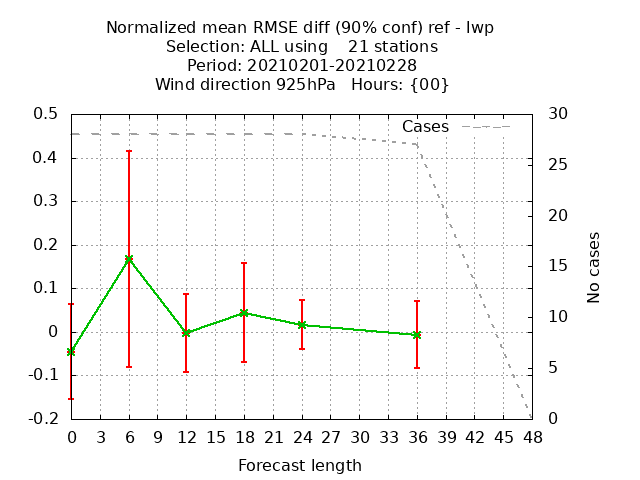 Normalized mean RMSE diff (90% conf) ref - lwp
Selection: ALL using    21 stations
Period: 20210201-20210228
Wind direction 925hPa   Hours: {00}
Cases
0.5
0.4
0.3
0.2
0.1
0
-0.1
-0.2
30
25
20
15
10
5
0
No cases
0 3 6 9 12 15 18 21 24 27 30 33 36 39 42 45 48
Forecast length